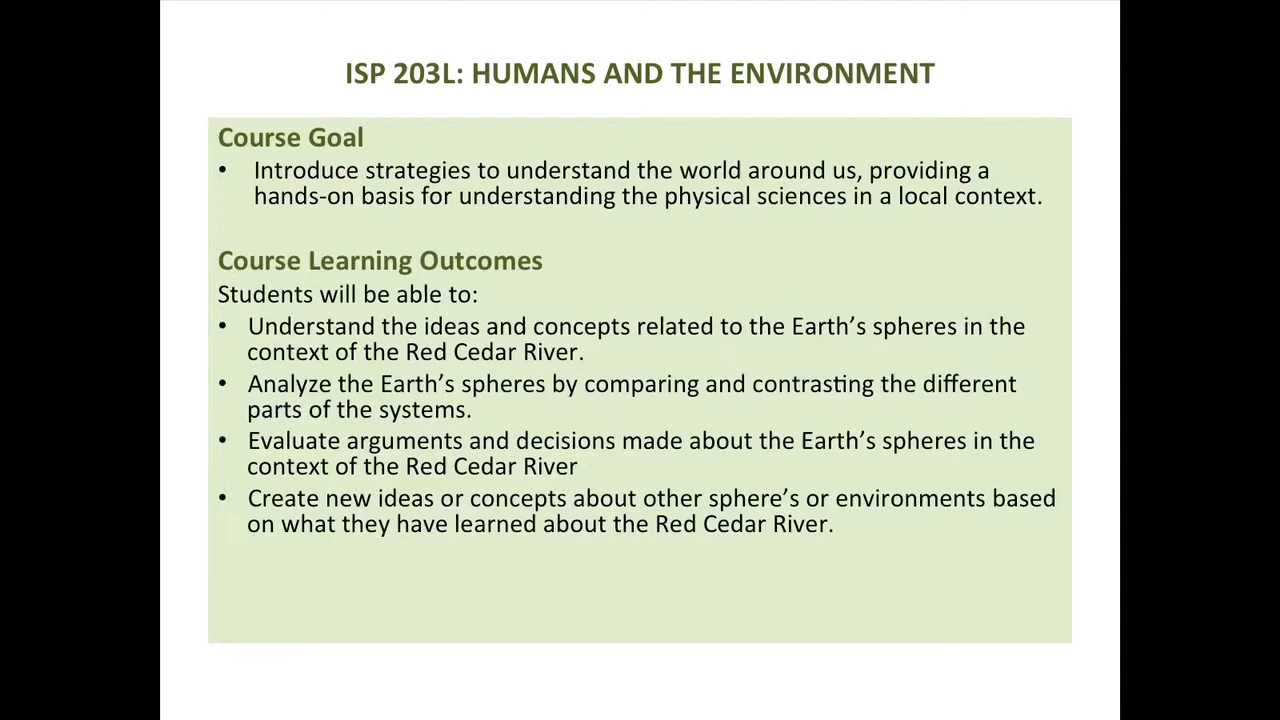 ISP 203L: HUMANS AND THE ENVIRONMENT
Course Goal
• Introduce strategies to understand the world around us, providing a
hands-on basis for understanding the physical sciences in a local context.
Course Learning Outcomes
Students will be able to:
• Understand the ideas and concepts related to the Earth’s spheres in the
context of the Red Cedar River.
• Analyze the Earth’s spheres by comparing and contrasting the different
parts of the systems.
• Evaluate arguments and decisions made about the Earth’s spheres in the
context of the Red Cedar River
• Create new ideas or concepts about other sphere’s or environments based
on what they have learned about the Red Cedar River.